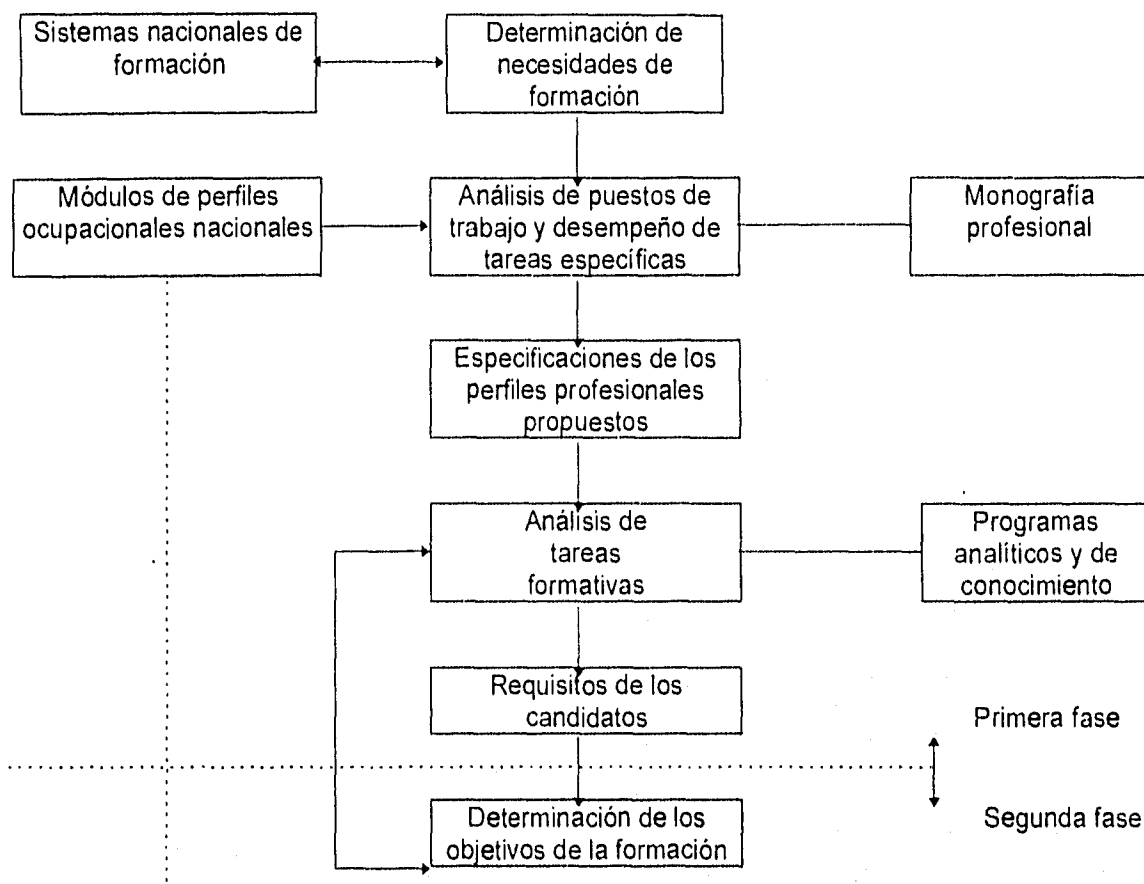 Sistemas nacionales de
formación
Determinación de
necesidades de
formación
Módulos de perfiles
ocupacionales nacionales
Análisis de puestos de
trabajo y desempeño de
tareas específicas
Monografía
profesional
Especificaciones de los
perfiles profesionales
propuestos
Análisis de
tareas
formativas
Programas
analíticos y de
conocimiento
Requisitos de los
candidatos
Primera fase
Determinación de los
objetivos de la formación
Segunda fase